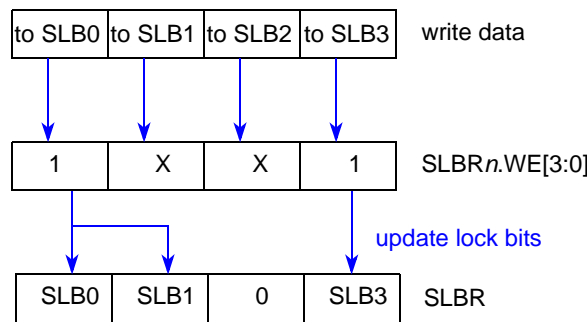 to SLB0 to SLB1 to SLB2 to SLB3 write data
1 X X 1 SLBRn.WE[3:0]
update lock bits
SLB0 SLB1 0 SLB3 SLBR